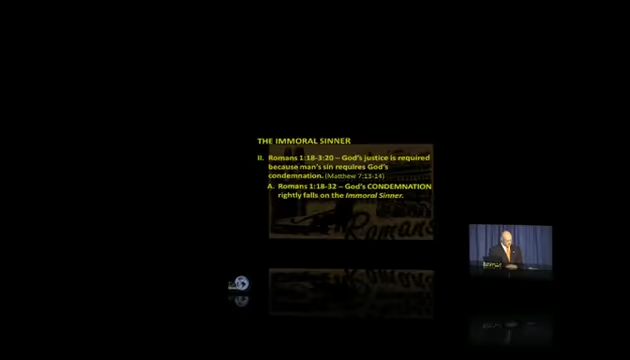 THE IMMORAL SINNER
II. Romans 1:18-3:20 – God's justice is required
because man's sin requires God's
condemnation. (Matthew 7:13-14)
A. Romans 1:18-32 – God's CONDEMNATION
rightly falls on the Immoral Sinner.
Romans